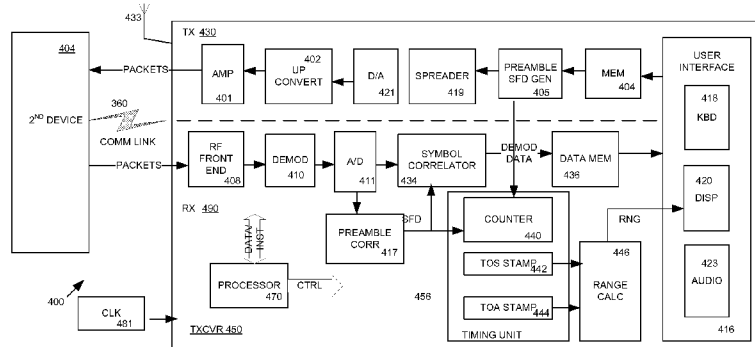 433
TX 430
404
2ND DEVICE
PACKETS
360
COMM LINK
PACKETS
AMP
401
402
UP
CONVERT
D/A
421
SPREADER
419
PREAMBLE
SFD GEN
405
MEM
404
USER
INTERFACE
418
KBD
420
DISP
423
AUDIO
416
RF
FRONT
END
408
DEMOD
410
A/D
411
SYMBOL
CORRELATOR
434
DEMOD
DATA
DATA MEM
436
RX 490
PREAMBLE
CORR
417
SFD
COUNTER
440
TOS STAMP
442
TOA STAMP
444
TIMING UNIT
456
RNG
446
RANGE
CALC
DATA/
INST
PROCESSOR
470
CTRL
400
CLK
481
TXCVR 450